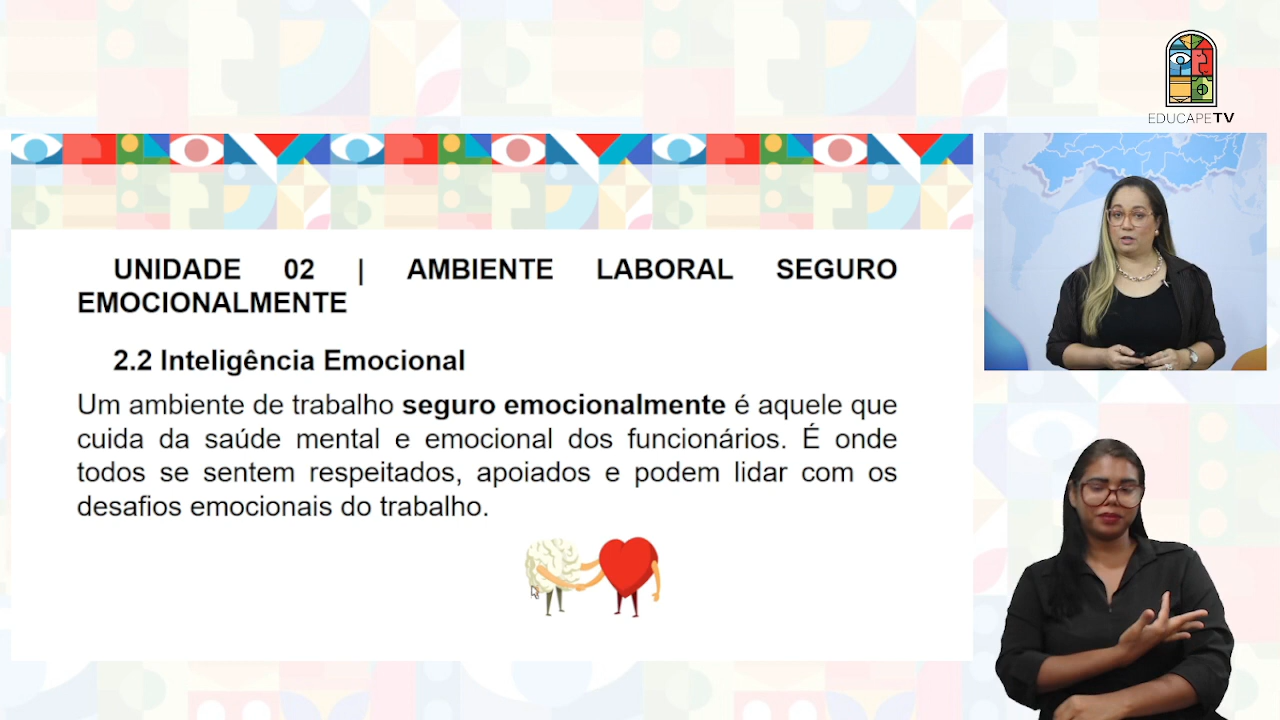 EDUCAPETV
UNIDADE 02 | AMBIENTE LABORAL SEGURO
EMOCIONALMENTE
2.2 Inteligência Emocional
Um ambiente de trabalho seguro emocionalmente é aquele que
cuida da saúde mental e emocional dos funcionários. É onde
todos se sentem respeitados, apoiados e podem lidar com os
desafios emocionais do trabalho.